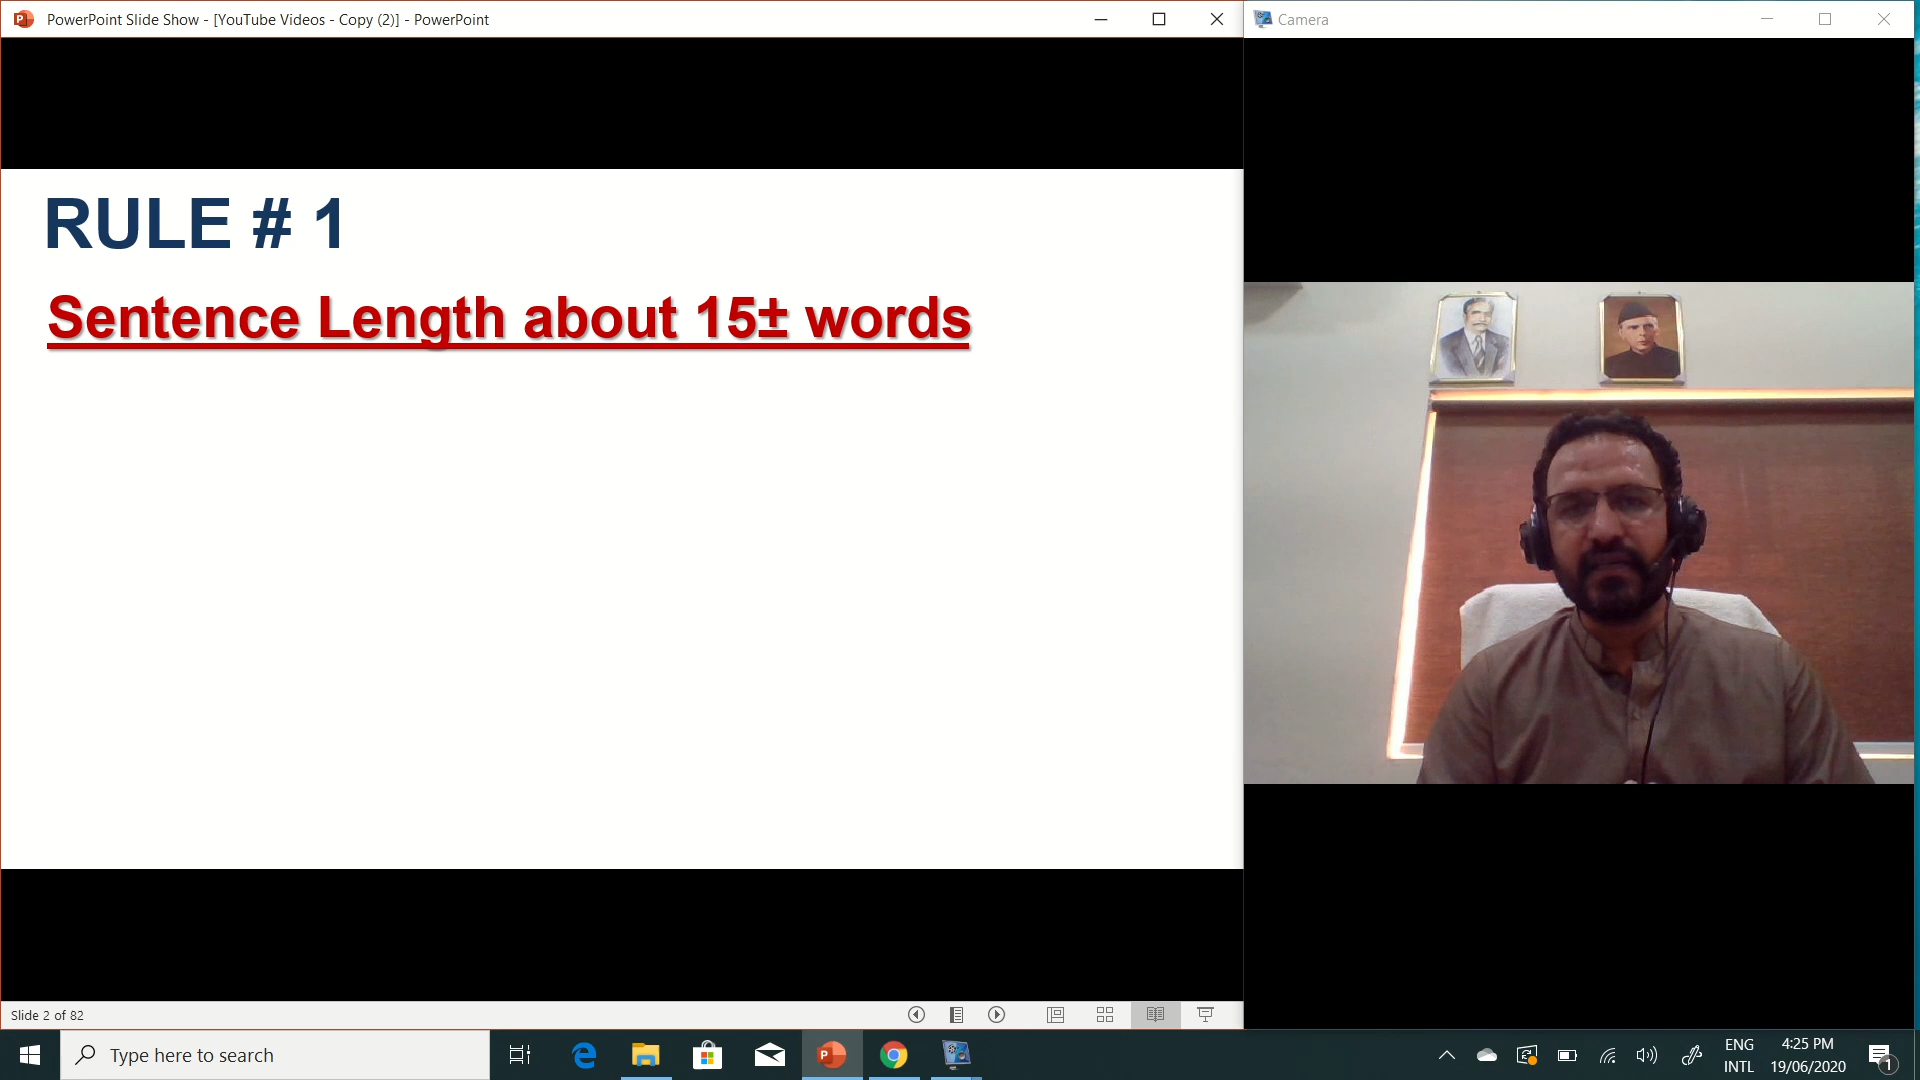 PowerPoint Slide Show - [YouTube Videos - Copy (2)] - PowerPoint
Camera
RULE # 1
Sentence Length about 15± words
Slide 2 of 82
Type here to search
ENG
INTL
4:25 PM
19/06/2020
1